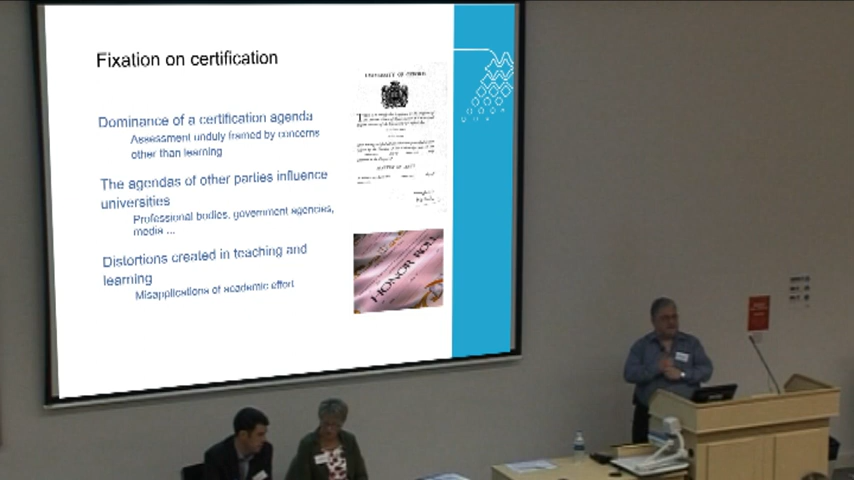 Fixation on certification
Dominance of a certification agenda
Assessment unduly framed by concerns
other than learning
The agendas of other parties influence
universities
Professional bodies, government agencies,
media ...
Distortions created in teaching and
learning
Misapplications of academic effort
UNIVERSITY OF
HONOR ROLL